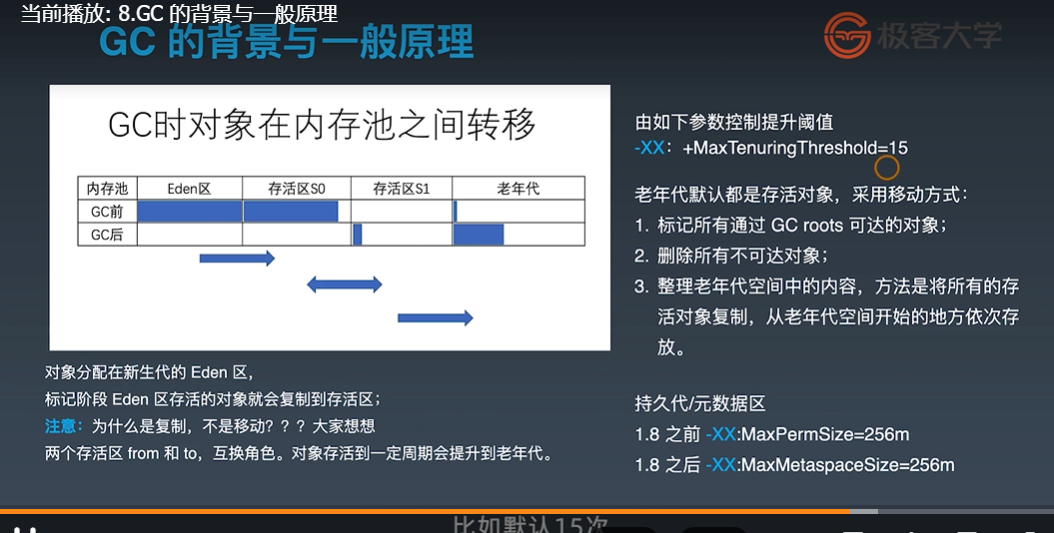 当前播放: 8.GC 的背景与一般原理
GC 的背景与一般原理
极客大学
GC时对象在内存池之间转移
内存池 Eden区 存活区S0 存活区S1 老年代
GC前
GC后
对象分配在新生代的 Eden 区，
标记阶段 Eden 区存活的对象就会复制到存活区；
注意：为什么是复制，不是移动？？？大家想想
两个存活区 from 和 to，互换角色。对象存活到一定周期会提升到老年代。
由如下参数控制提升阈值
-XX：+MaxTenuringThreshold=15
老年代默认都是存活对象，采用移动方式：
1. 标记所有通过 GC roots 可达的对象；
2. 删除所有不可达对象；
3. 整理老年代空间中的内容，方法是将所有的存
活对象复制，从老年代空间开始的地方依次存
放。
持久代/元数据区
1.8 之前 -XX:MaxPermSize=256m
1.8 之后 -XX:MaxMetaspaceSize=256m
比如默认15次